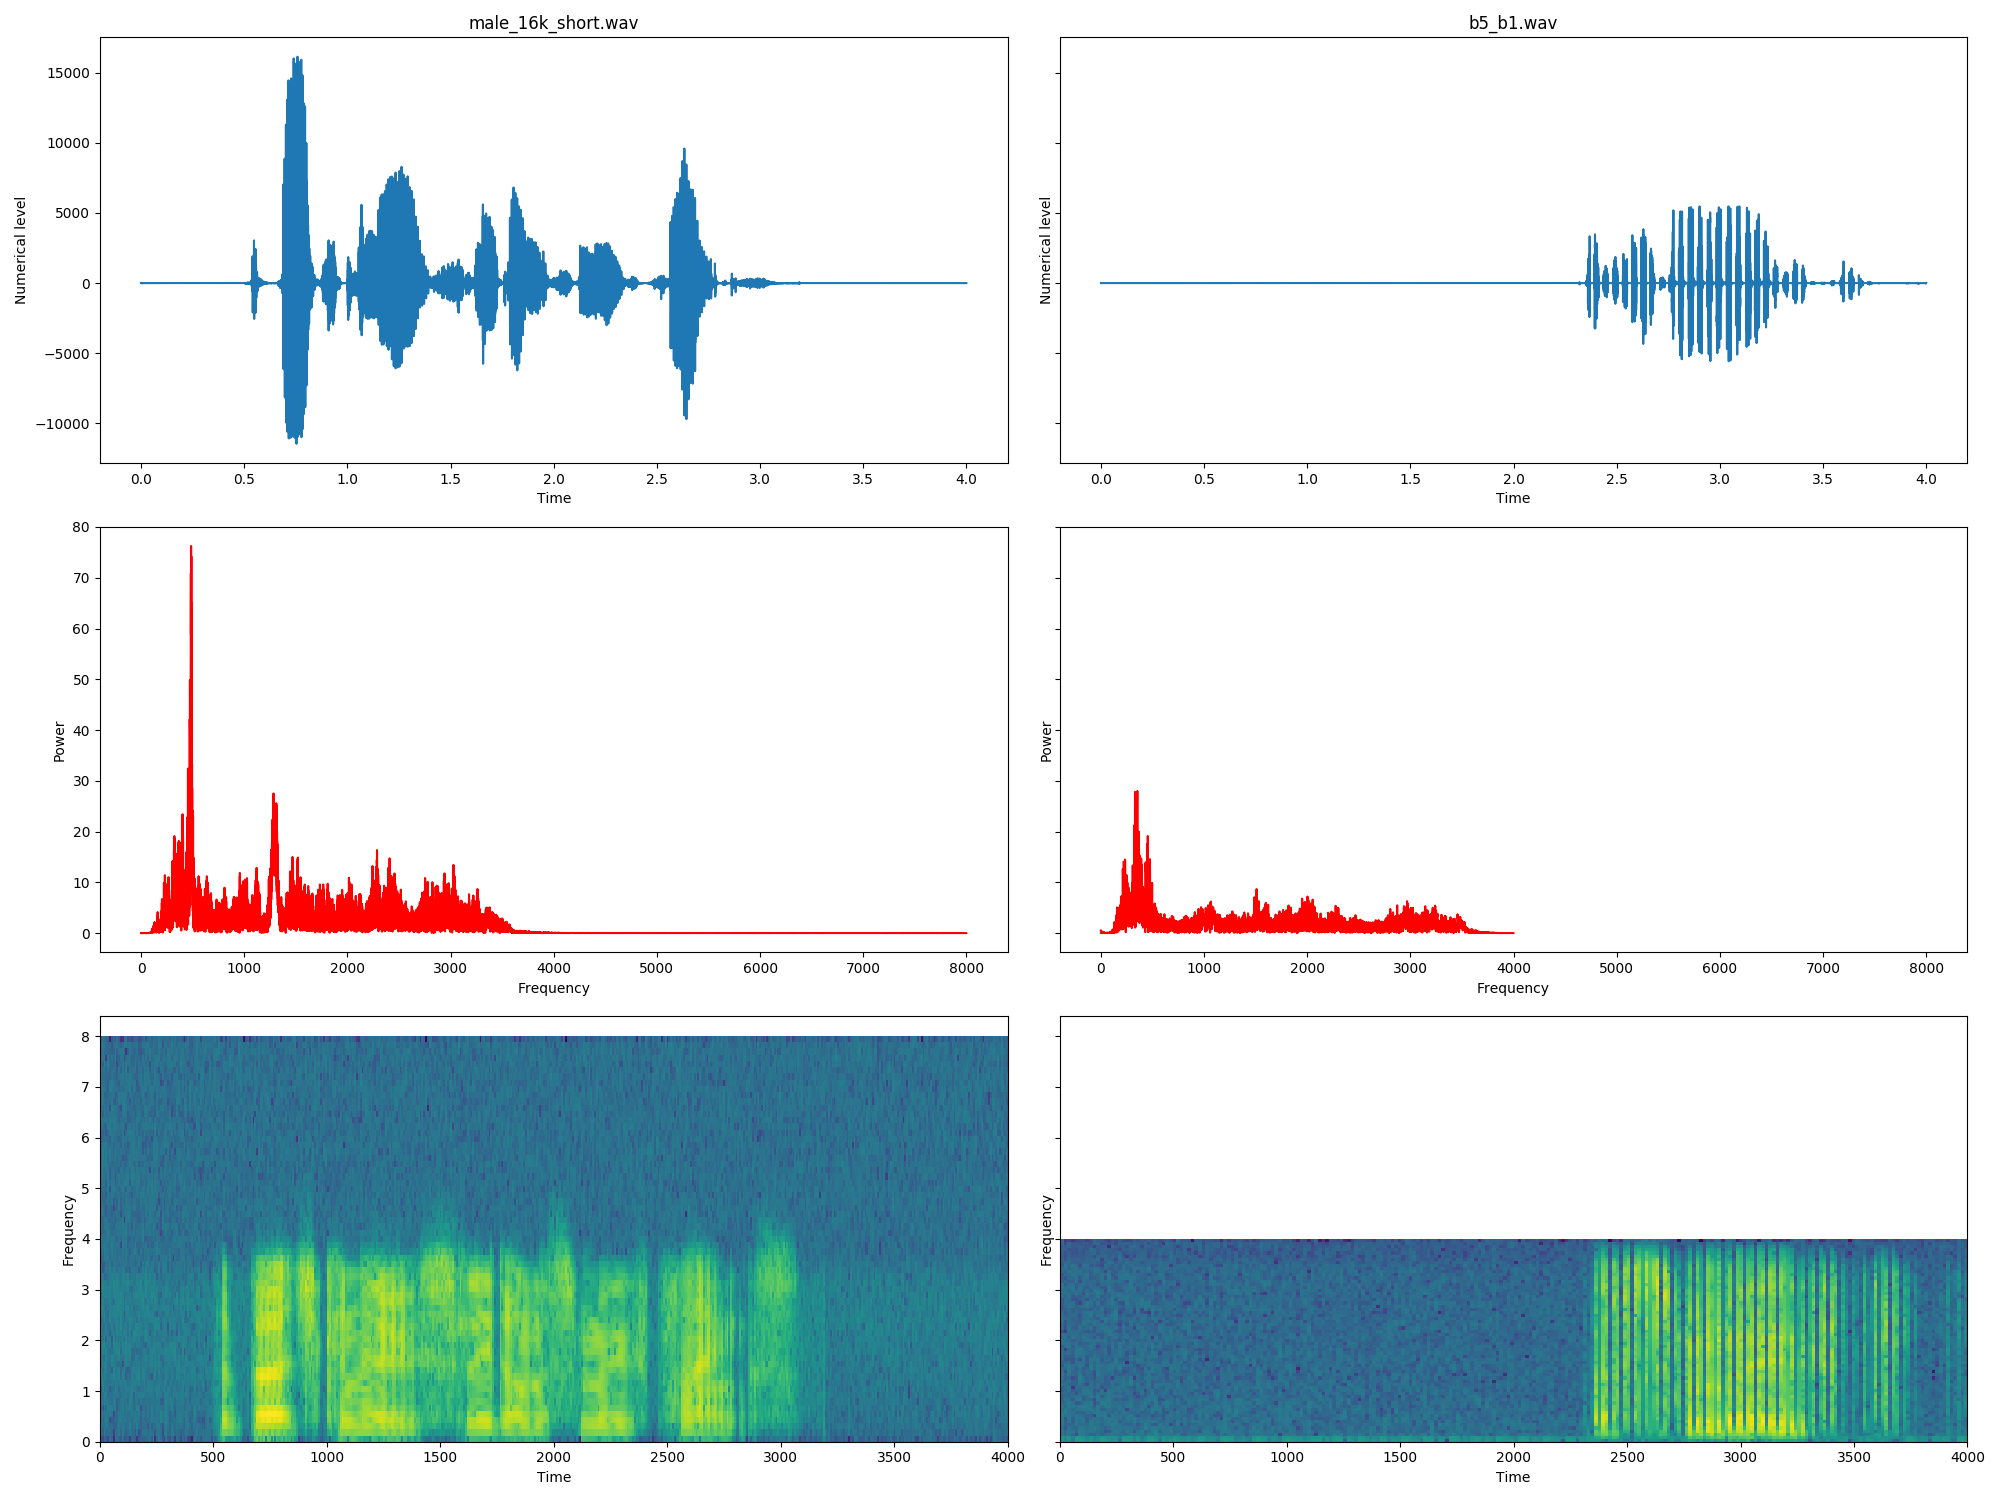 male_16k_short.wav
b5_b1.wav
15000
10000
5000
0
−5000
−10000
Numerical level
0.0 0.5 1.0 1.5 2.0 2.5 3.0 3.5 4.0
Time
Numerical level
0.0 0.5 1.0 1.5 2.0 2.5 3.0 3.5 4.0
Time
80
70
60
50
40
30
20
10
0
Power
0 1000 2000 3000 4000 5000 6000 7000 8000
Frequency
Power
0 1000 2000 3000 4000 5000 6000 7000 8000
Frequency
8
7
6
5
4
3
2
1
0
Frequency
0 500 1000 1500 2000 2500 3000 3500 4000
Time
Frequency
0 500 1000 1500 2000 2500 3000 3500 4000
Time